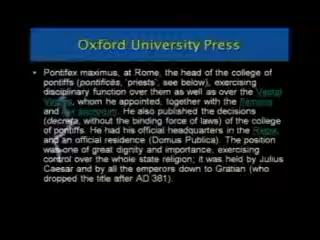 Oxford University Press
• Pontifex maximus, at Rome, the head of the college of
pontiffs (pontifices, 'priests', see below), exercising
disciplinary function over them as well as over the Vestal
Virgins, whom he appointed, together with the flamens
and rex sacrorum. He also published the decisions
(decreta, without the binding force of laws) of the college
of pontiffs. He had his official headquarters in the Regia,
and an official residence (Domus Publica). The position
was one of great dignity and importance, exercising
control over the whole state religion; it was held by Julius
Caesar and by all the emperors down to Gratian (who
dropped the title after AD 381).